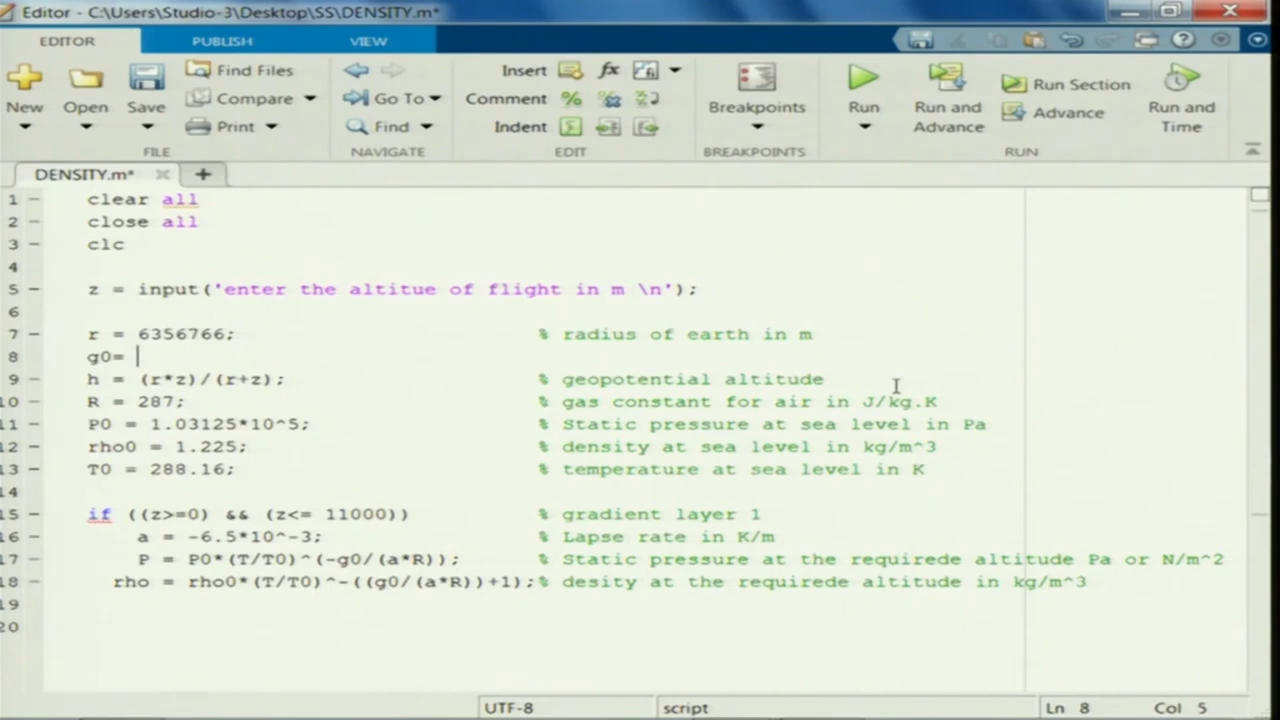 Editor - C:\Users\Studio-3\Desktop\SS\DENSITY.m*
EDITOR PUBLISH VIEW
New Open Save Find Files Compare Print
FILE
Go To Find
NAVIGATE
Insert fx
Comment %
Indent
EDIT
Breakpoints
BREAKPOINTS
Run Run and Advance Run Section Advance Run and Time
RUN
DENSITY.m* × +
1 - clear all
2 - close all
3 - clc
4
5 - z = input('enter the altitue of flight in m \n');
6
7 - r = 6356766; % radius of earth in m
8 g0=
9 - h = (r*z)/(r+z); % geopotential altitude
10 - R = 287; % gas constant for air in J/kg.K
11 - P0 = 1.03125*10^5; % Static pressure at sea level in Pa
12 - rho0 = 1.225; % density at sea level in kg/m^3
13 - T0 = 288.16; % temperature at sea level in K
14
15 - if ((z>=0) && (z<= 11000)) % gradient layer 1
16 - a = -6.5*10^-3; % Lapse rate in K/m
17 - P = P0*(T/T0)^(-g0/(a*R)); % Static pressure at the requirede altitude Pa or N/m^2
18 - rho = rho0*(T/T0)^-((g0/(a*R))+1);% desity at the requirede altitude in kg/m^3
19
20
UTF-8 script Ln 8 Col 5